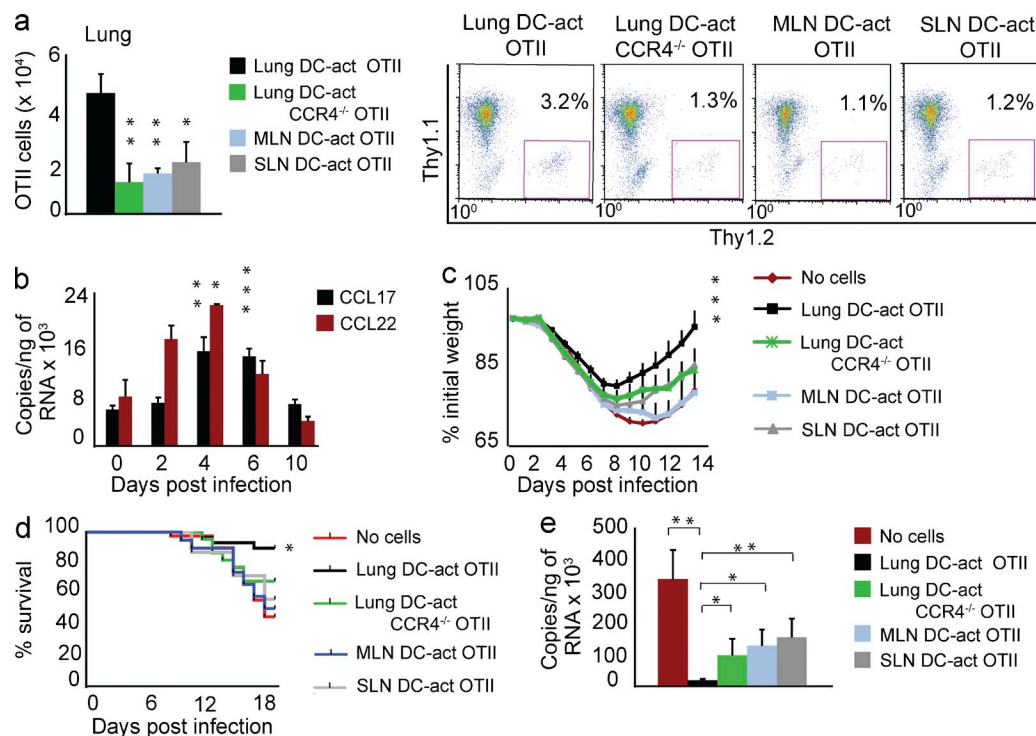 a
Lung
OTII cells (x 10⁴)
6
4
2
0
* *
* *
*
Lung DC-act OTII
Lung DC-act
CCR4⁻/⁻ OTII
MLN DC-act OTII
SLN DC-act OTII
Lung DC-act
OTII
Lung DC-act
CCR4⁻/⁻ OTII
MLN DC-act
OTII
SLN DC-act
OTII
3.2%
1.3%
1.1%
1.2%
Thy1.1
10⁰
10⁰
10⁰
10⁰
Thy1.2
b
Copies/ng of
RNA x 10³
24
16
8
0
* *
*
* * *
CCL17
CCL22
0 2 4 6 10
Days post infection
c
% initial weight
105
85
65
* * *
0 2 4 6 8 10 12 14
Days post infection
No cells
Lung DC-act OTII
Lung DC-act
CCR4⁻/⁻ OTII
MLN DC-act OTII
SLN DC-act OTII
d
% survival
100
80
60
40
20
0
*
0 6 12 18
Days post infection
No cells
Lung DC-act OTII
Lung DC-act
CCR4⁻/⁻ OTII
MLN DC-act OTII
SLN DC-act OTII
e
Copies/ng of
RNA x 10³
500
400
300
200
100
0
* *
* *
*
*
No cells
Lung DC-act OTII
Lung DC-act
CCR4⁻/⁻ OTII
MLN DC-act OTII
SLN DC-act OTII